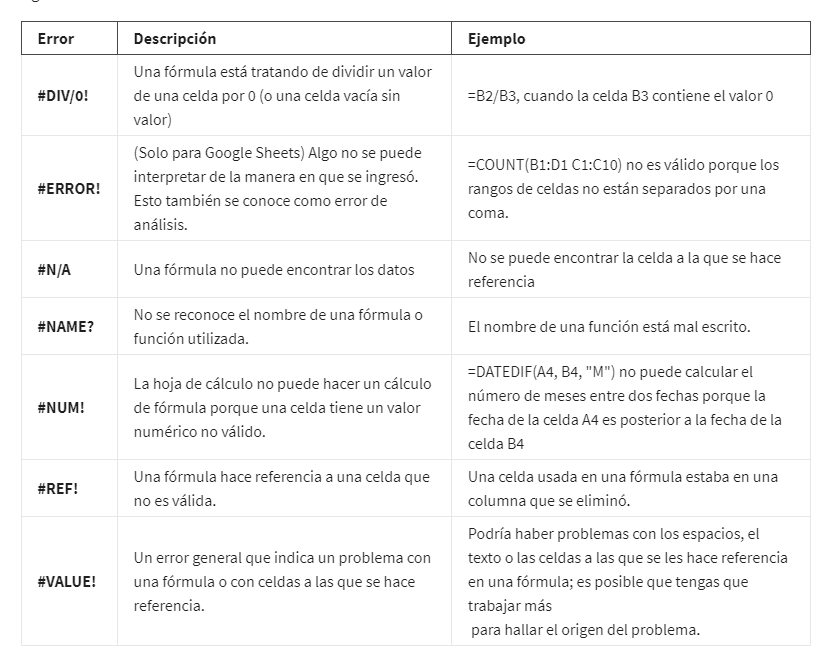 Error Descripción Ejemplo
#DIV/0!
Una fórmula está tratando de dividir un valor
de una celda por 0 (o una celda vacía sin
valor)
=B2/B3, cuando la celda B3 contiene el valor 0
#ERROR!
(Solo para Google Sheets) Algo no se puede
interpretar de la manera en que se ingresó.
Esto también se conoce como error de
análisis.
=COUNT(B1:D1 C1:C10) no es válido porque los
rangos de celdas no están separados por una
coma.
#N/A
Una fórmula no puede encontrar los datos
No se puede encontrar la celda a la que se hace
referencia
#NAME?
No se reconoce el nombre de una fórmula o
función utilizada.
El nombre de una función está mal escrito.
#NUM!
La hoja de cálculo no puede hacer un cálculo
de fórmula porque una celda tiene un valor
numérico no válido.
=DATEDIF(A4, B4, "M") no puede calcular el
número de meses entre dos fechas porque la
fecha de la celda A4 es posterior a la fecha de la
celda B4
#REF!
Una fórmula hace referencia a una celda que
no es válida.
Una celda usada en una fórmula estaba en una
columna que se eliminó.
#VALUE!
Un error general que indica un problema con
una fórmula o con celdas a las que se hace
referencia.
Podría haber problemas con los espacios, el
texto o las celdas a las que se les hace referencia
en una fórmula; es posible que tengas que
trabajar más
para hallar el origen del problema.